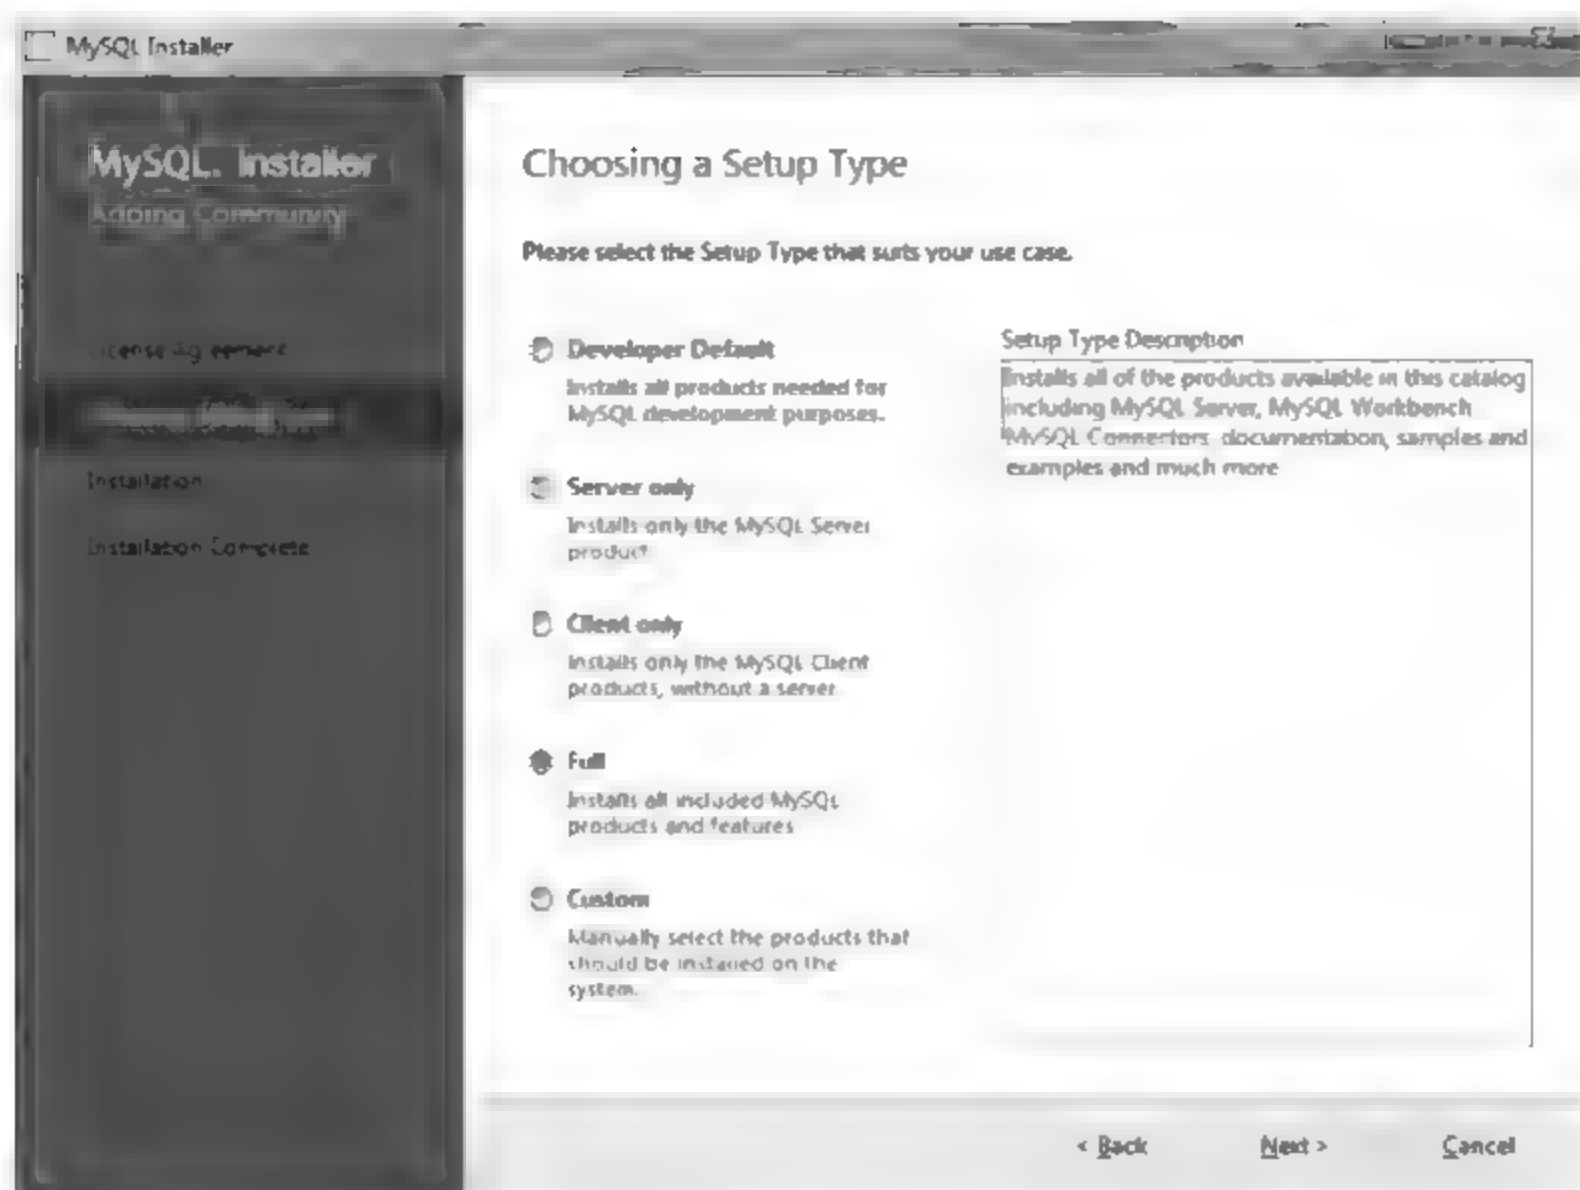 MySQL Installer
MySQL. Installer
Adding Community
License Agreement
Installation
Installation Complete
Choosing a Setup Type
Please select the Setup Type that suits your use case.
Developer Default
Installs all products needed for
MySQL development purposes.
Server only
Installs only the MySQL Server
product
Client only
Installs only the MySQL Client
products, without a server
Full
Installs all included MySQL
products and features
Custom
Manually select the products that
should be installed on the
system.
Setup Type Description
Installs all of the products available in this catalog
including MySQL Server, MySQL Workbench
MySQL Connectors documentation, samples and
examples and much more
< Back
Next >
Cancel